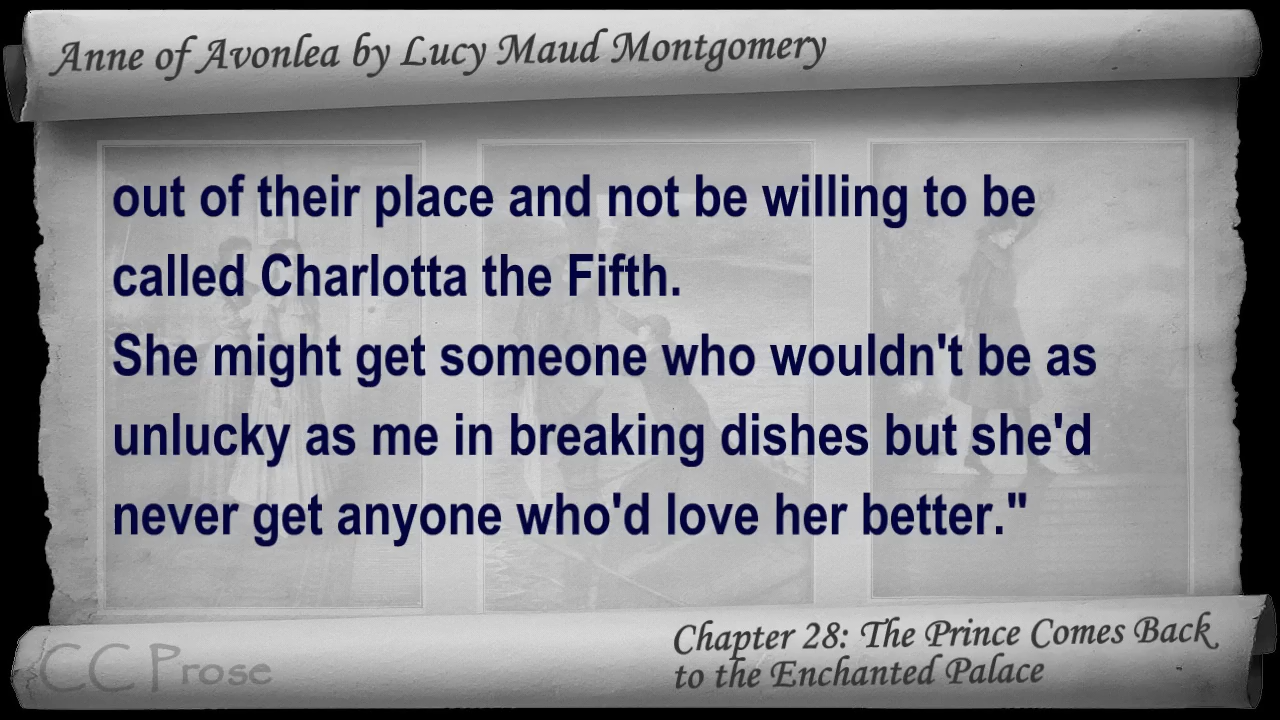 Anne of Avonlea by Lucy Maud Montgomery
out of their place and not be willing to be
called Charlotta the Fifth.
She might get someone who wouldn't be as
unlucky as me in breaking dishes but she'd
never get anyone who'd love her better."
Chapter 28: The Prince Comes Back
to the Enchanted Palace
CC Prose